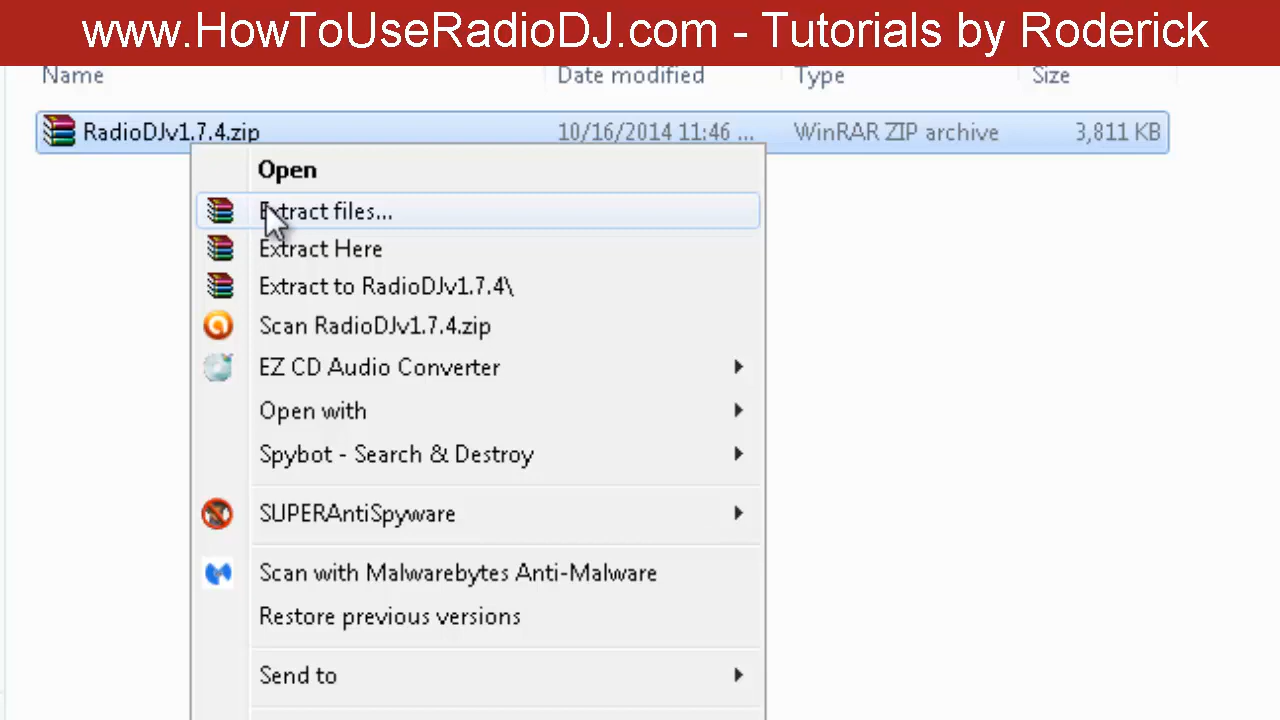 www.HowToUseRadioDJ.com - Tutorials by Roderick
Name Date modified Type Size
RadioDJv1.7.4.zip 10/16/2014 11:46 ... WinRAR ZIP archive 3,811 KB
Open
Extract files...
Extract Here
Extract to RadioDJv1.7.4\
Scan RadioDJv1.7.4.zip
EZ CD Audio Converter
Open with
Spybot - Search & Destroy
SUPERAntiSpyware
Scan with Malwarebytes Anti-Malware
Restore previous versions
Send to